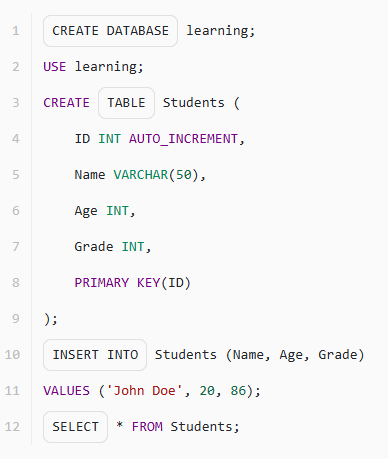 1 CREATE DATABASE learning;
2 USE learning;
3 CREATE TABLE Students (
4 ID INT AUTO_INCREMENT,
5 Name VARCHAR(50),
6 Age INT,
7 Grade INT,
8 PRIMARY KEY(ID)
9 );
10 INSERT INTO Students (Name, Age, Grade)
11 VALUES ('John Doe', 20, 86);
12 SELECT * FROM Students;